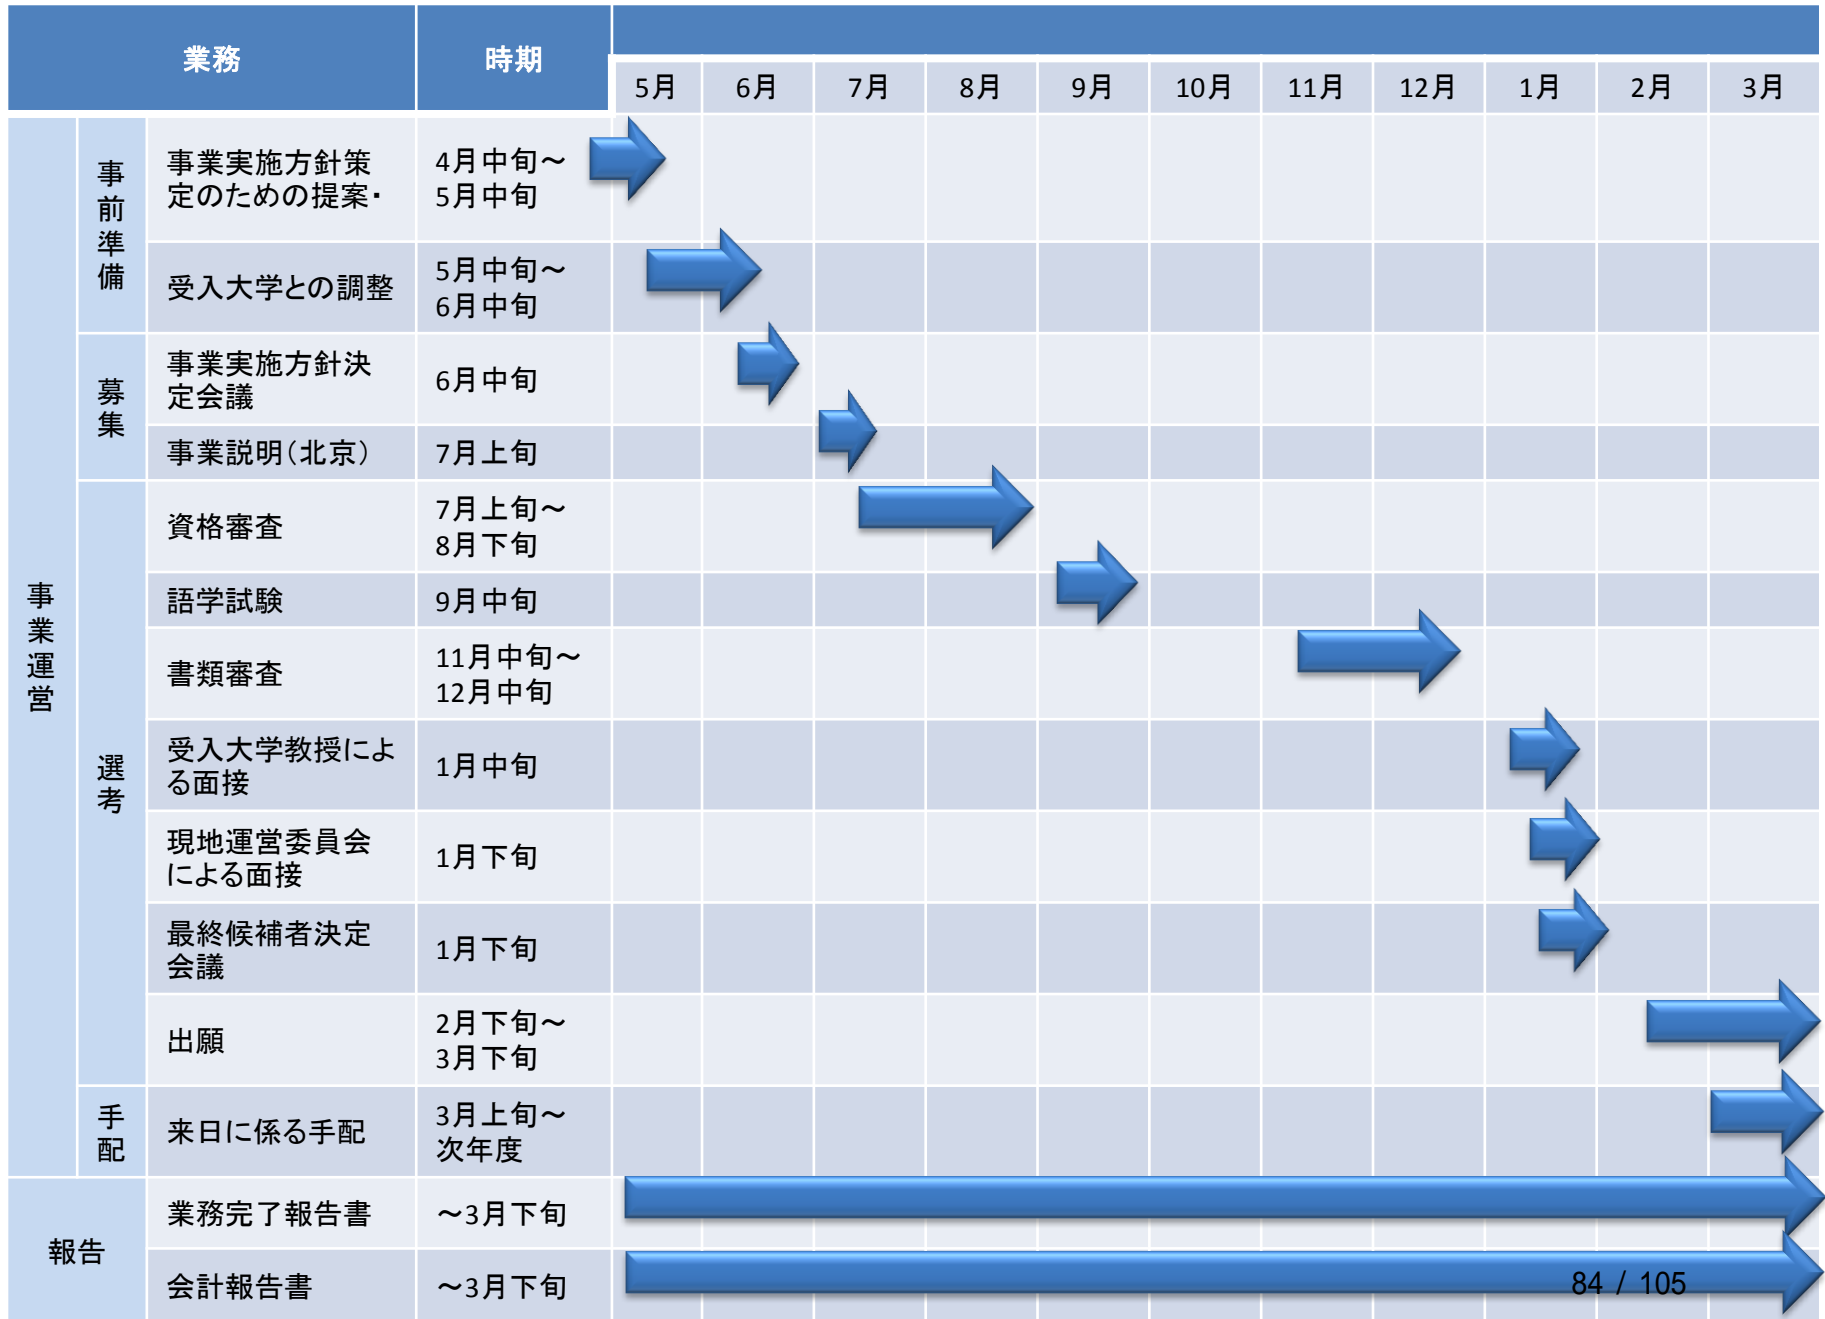 業務
時期
5月 6月 7月 8月 9月 10月 11月 12月 1月 2月 3月
事業運営
事前準備
事業実施方針策
定のための提案・
4月中旬～
5月中旬
受入大学との調整
5月中旬～
6月中旬
募集
事業実施方針決
定会議
6月中旬
事業説明（北京）
7月上旬
選考
資格審査
7月上旬～
8月下旬
語学試験
9月中旬
書類審査
11月中旬～
12月中旬
受入大学教授によ
る面接
1月中旬
現地運営委員会
による面接
1月下旬
最終候補者決定
会議
1月下旬
出願
2月下旬～
3月下旬
手配
来日に係る手配
3月上旬～
次年度
報告
業務完了報告書
～3月下旬
会計報告書
～3月下旬
84 / 105